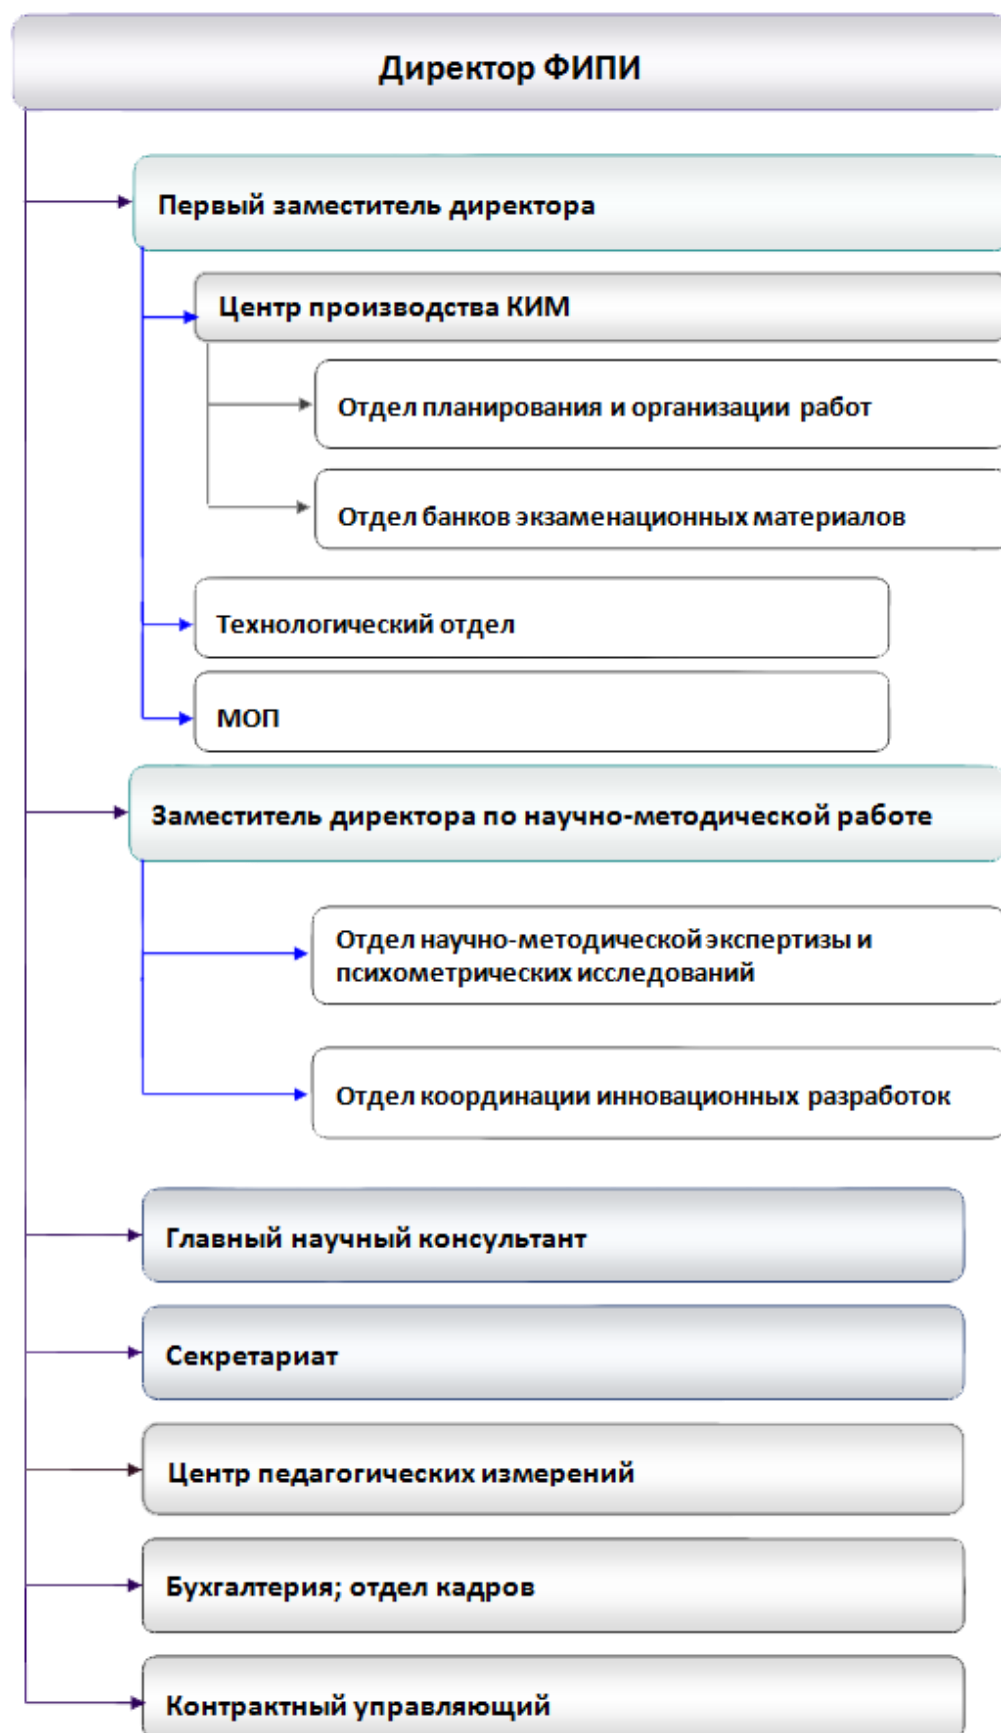 Директор ФИПИ
Первый заместитель директора
Центр производства КИМ
Отдел планирования и организации работ
Отдел банков экзаменационных материалов
Технологический отдел
МОП
Заместитель директора по научно-методической работе
Отдел научно-методической экспертизы и
психометрических исследований
Отдел координации инновационных разработок
Главный научный консультант
Секретариат
Центр педагогических измерений
Бухгалтерия; отдел кадров
Контрактный управляющий